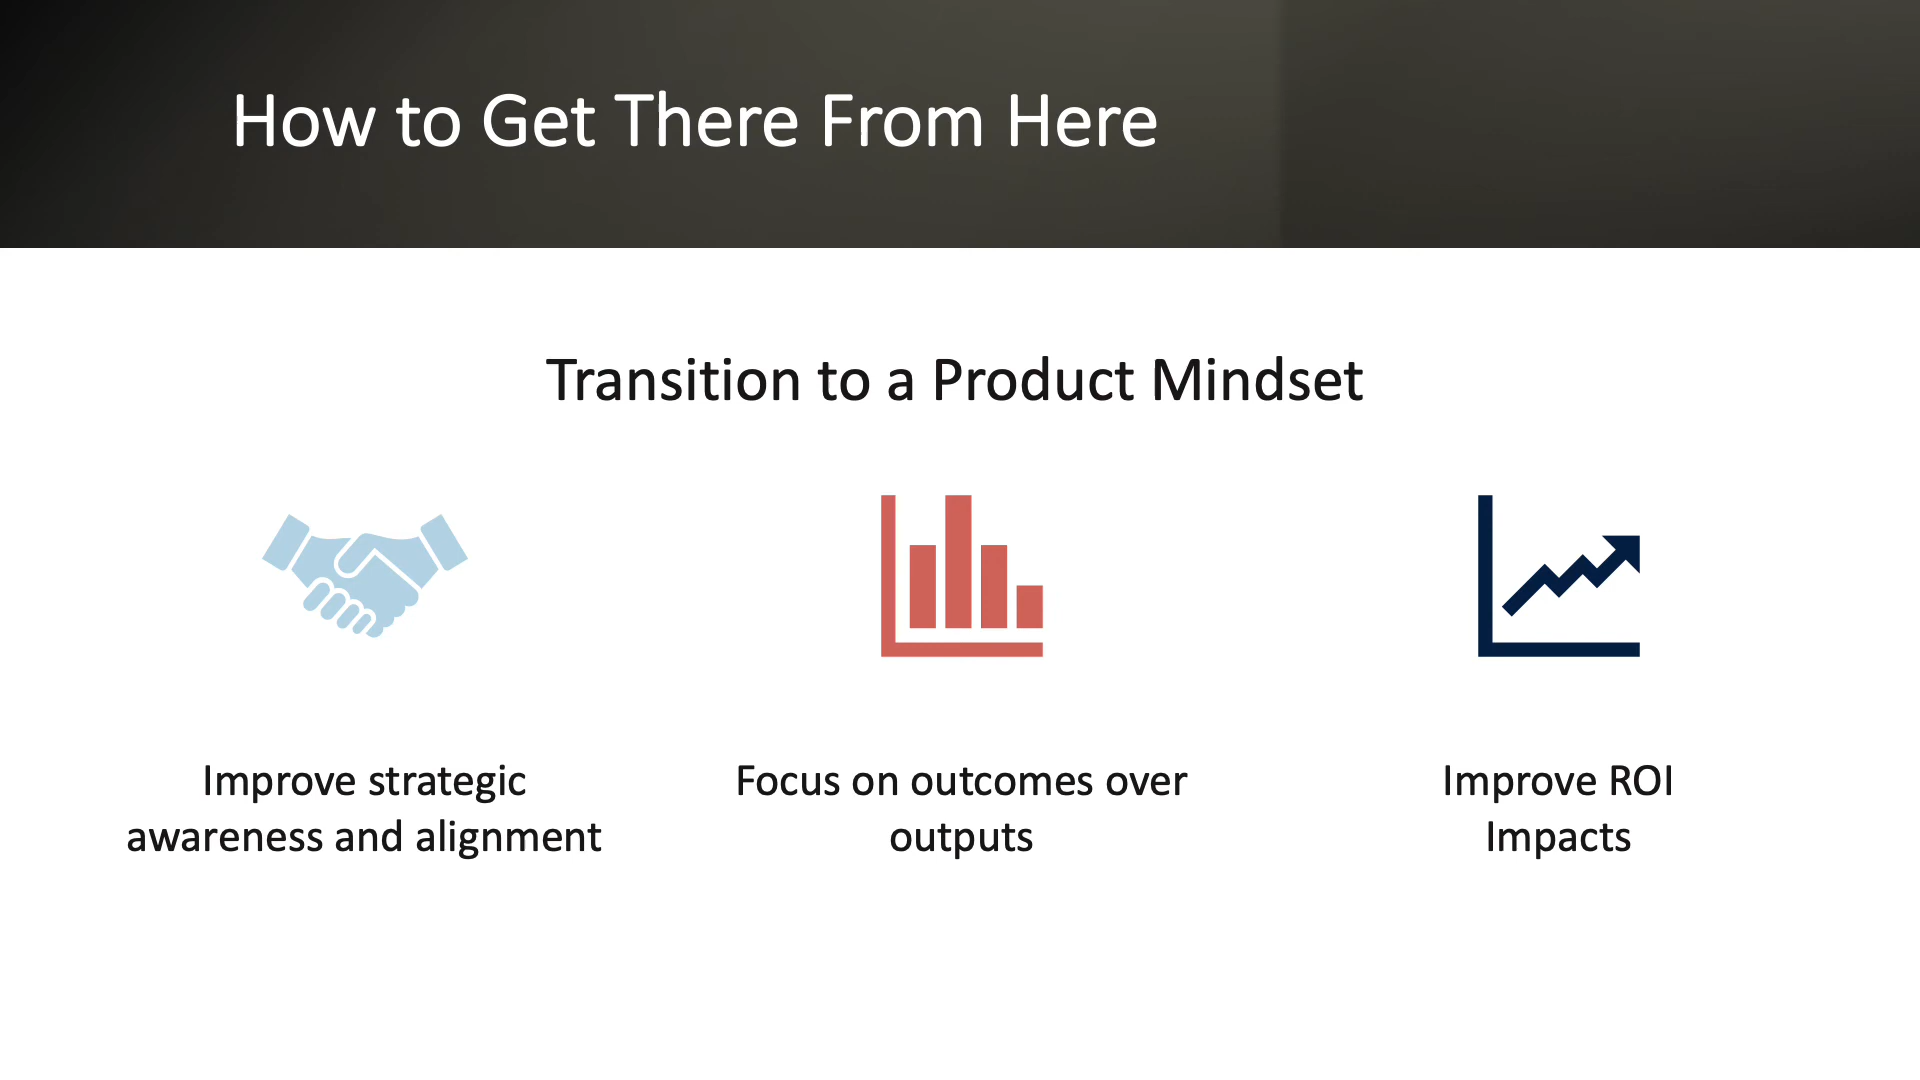 How to Get There From Here
Transition to a Product Mindset
Improve strategic
awareness and alignment
Focus on outcomes over
outputs
Improve ROI
Impacts